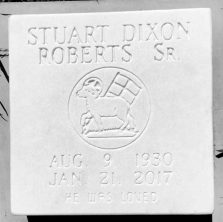 STUART DIXON
ROBERTS SR.
AUG. 9 1930
JAN. 21, 2017
HE WAS LOVED